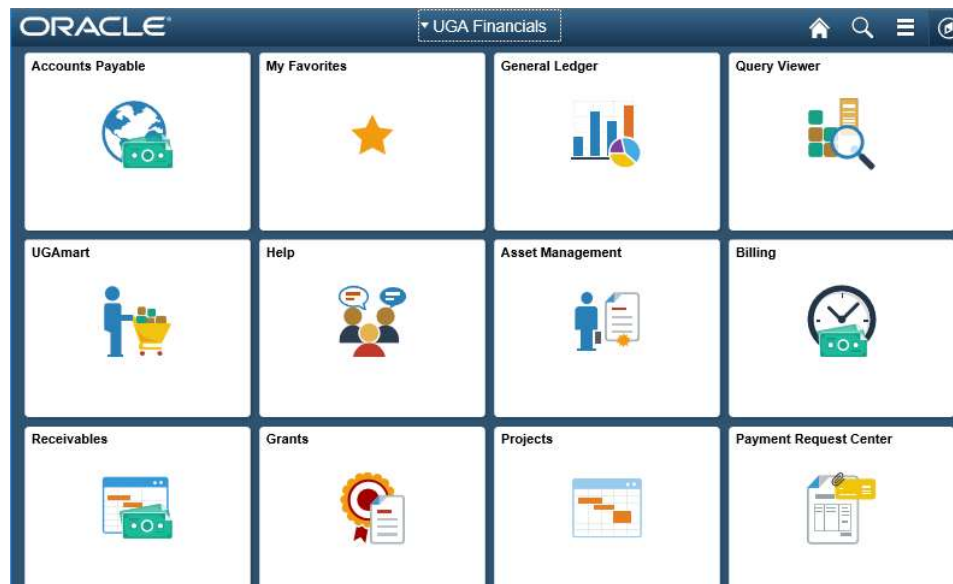 ORACLE
UGA Financials
Accounts Payable
My Favorites
General Ledger
Query Viewer
UGAmart
Help
Asset Management
Billing
Receivables
Grants
Projects
Payment Request Center